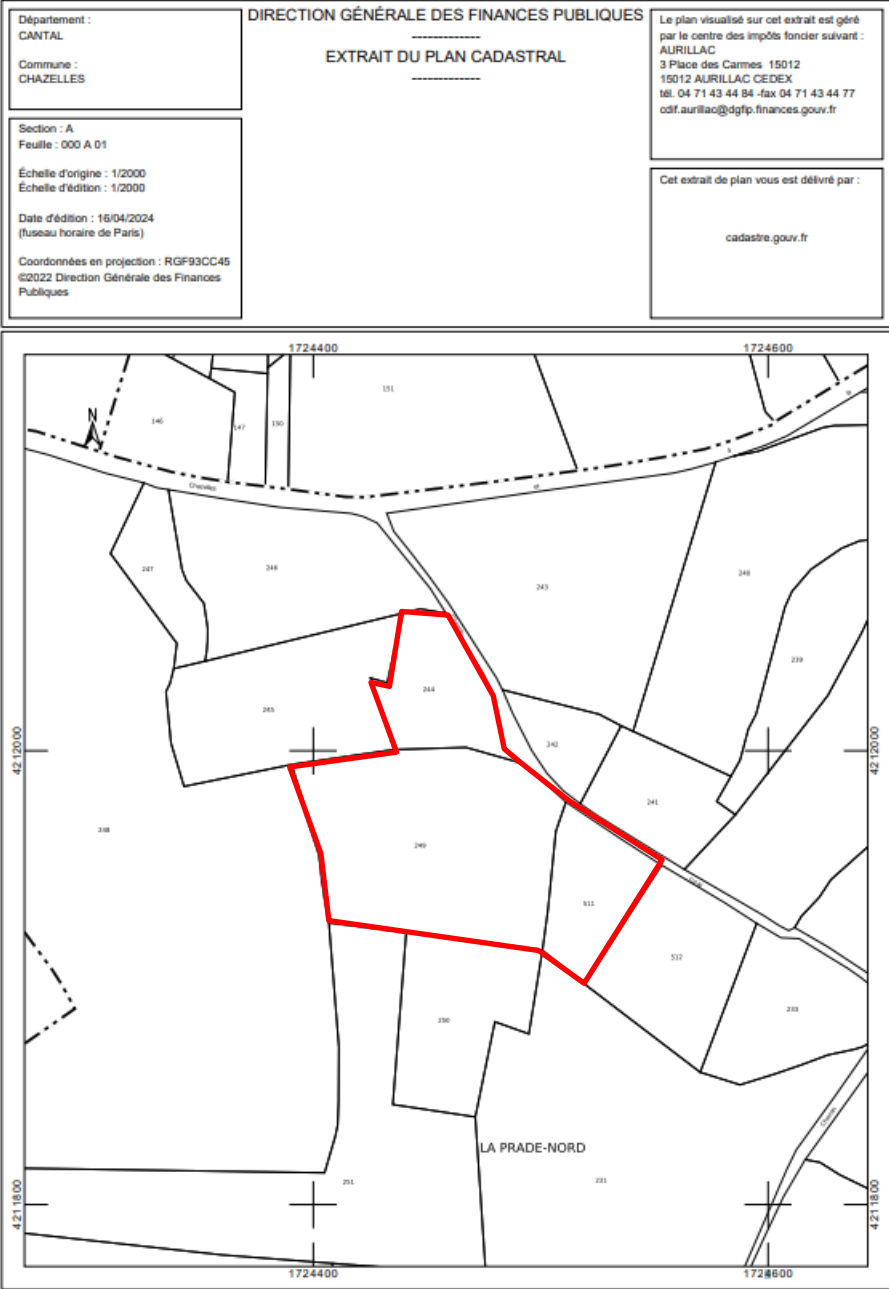 Département :
CANTAL
Commune :
CHAZELLES
Section : A
Feuille : 000 A 01
Échelle d'origine : 1/2000
Échelle d'édition : 1/2000
Date d'édition : 16/04/2024
(fuseau horaire de Paris)
Coordonnées en projection : RGF93CC45
©2022 Direction Générale des Finances
Publiques
DIRECTION GÉNÉRALE DES FINANCES PUBLIQUES
-------------
EXTRAIT DU PLAN CADASTRAL
-------------
Le plan visualisé sur cet extrait est géré
par le centre des impôts foncier suivant :
AURILLAC
3 Place des Carmes 15012
15012 AURILLAC CEDEX
tél. 04 71 43 44 84 -fax 04 71 43 44 77
cdif.aurillac@dgfip.finances.gouv.fr
Cet extrait de plan vous est délivré par :
cadastre.gouv.fr
1724400
1724600
N
151
146
147
150
Chazelles
247
246
243
240
239
244
245
242
4212000
4212000
241
248
249
511
512
233
250
LA PRADE-NORD
231
251
4211800
4211800
1724400
1724600